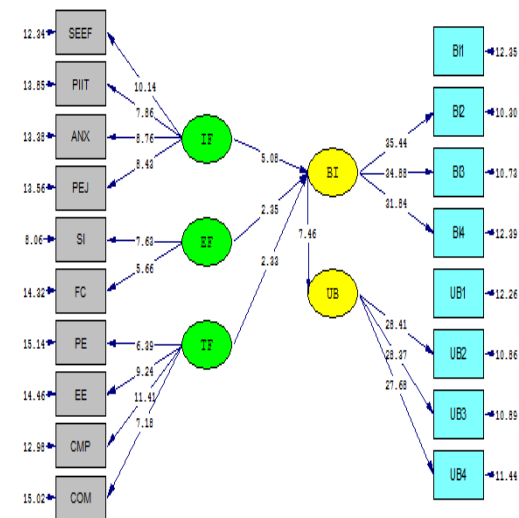 12.34 SEEF
13.85 PIIT
13.38 ANX
13.56 PEJ
8.06 SI
14.32 FC
15.14 PE
14.46 EE
12.98 CMP
15.02 COM
10.14
7.86
8.76
8.43
7.63
5.66
6.39
9.24
11.41
7.18
IF
EF
TF
5.08
2.35
2.33
BI
7.46
UB
35.44
34.88
31.84
28.41
28.37
27.68
BI1 12.35
BI2 10.30
BI3 10.73
BI4 12.39
UB1 12.26
UB2 10.86
UB3 10.89
UB4 11.44